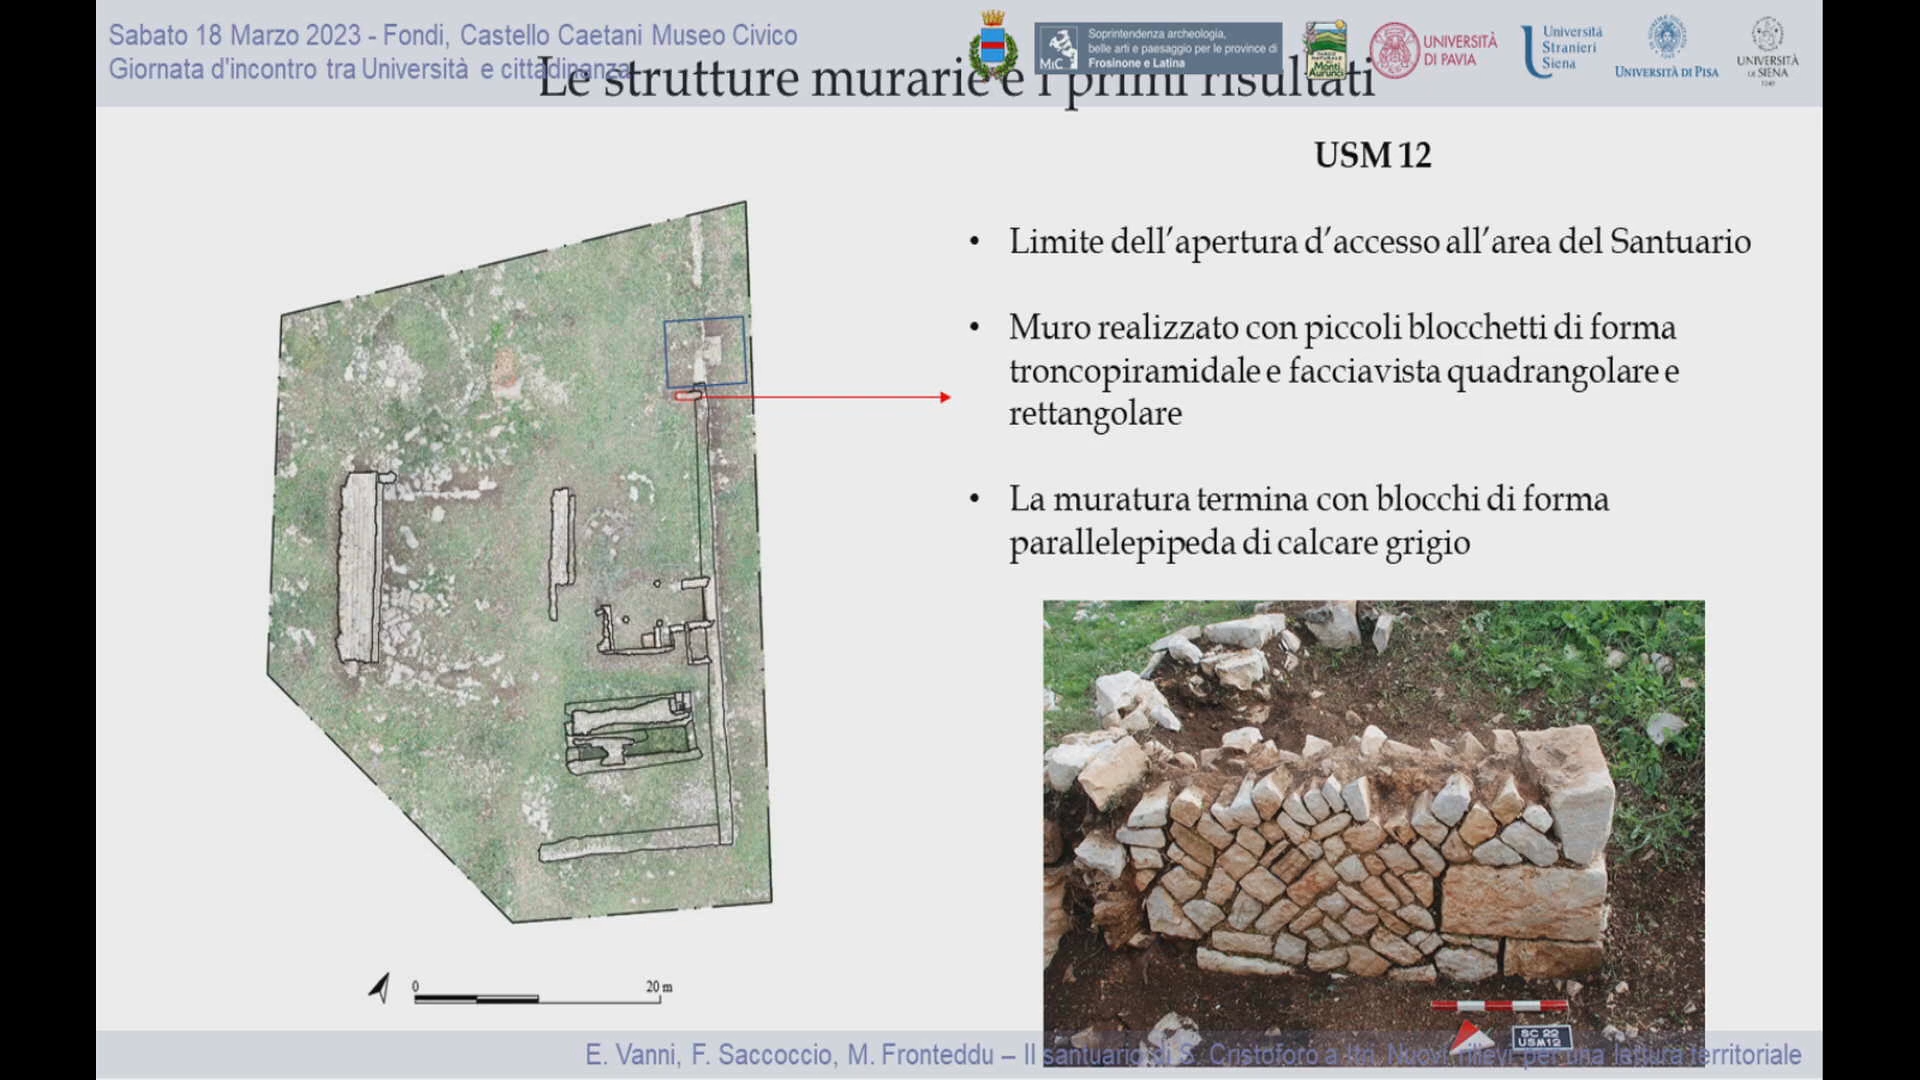 Sabato 18 Marzo 2023 - Fondi, Castello Caetani Museo Civico
Giornata d'incontro tra Università e cittadinanza
MiC
Soprintendenza archeologia,
belle arti e paesaggio per le province di
Frosinone e Latina
Monti
Aurunci
UNIVERSITÀ
DI PAVIA
Università
Stranieri
Siena
UNIVERSITÀ DI PISA
UNIVERSITÀ
DI SIENA
1240
Le strutture murarie e i primi risultati
USM 12
• Limite dell'apertura d'accesso all'area del Santuario
• Muro realizzato con piccoli blocchetti di forma
troncopiramidale e facciavista quadrangolare e
rettangolare
• La muratura termina con blocchi di forma
parallelepipeda di calcare grigio
0 20 m
SC 22
USM12
E. Vanni, F. Saccoccio, M. Fronteddu – Il santuario di S. Cristoforo a Itri. Nuovi rilievi per una lettura territoriale